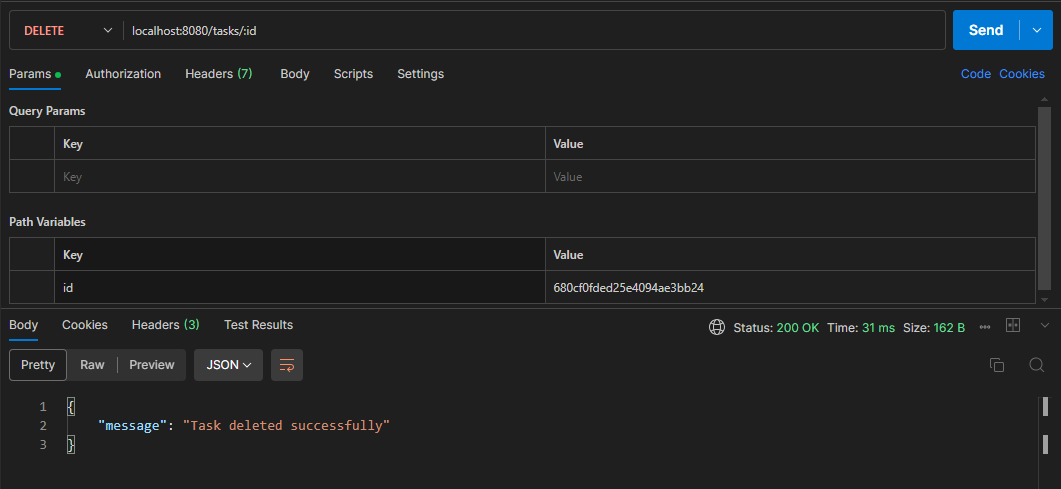 DELETE localhost:8080/tasks/:id Send
Params Authorization Headers (7) Body Scripts Settings Code Cookies
Query Params
Key Value
Key Value
Path Variables
Key Value
id 680cf0fded25e4094ae3bb24
Body Cookies Headers (3) Test Results Status: 200 OK Time: 31 ms Size: 162 B
Pretty Raw Preview JSON
1 {
2 "message": "Task deleted successfully"
3 }